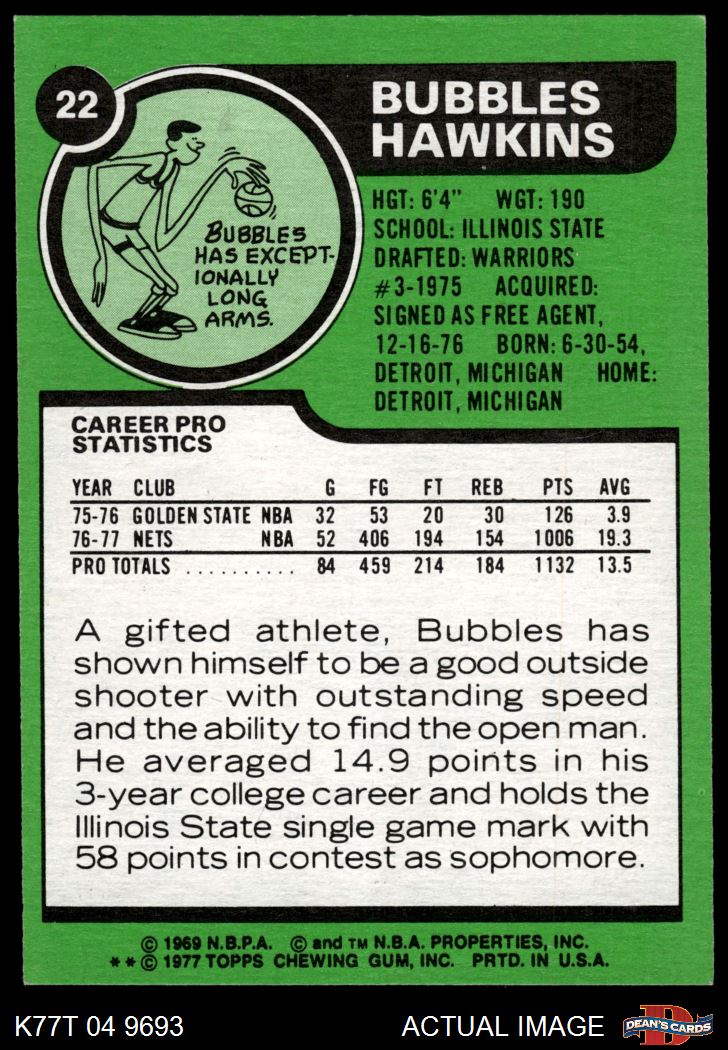 22
BUBBLES
HAWKINS
BUBBLES
HAS EXCEPT-
IONALLY
LONG
ARMS.
HGT: 6'4" WGT: 190
SCHOOL: ILLINOIS STATE
DRAFTED: WARRIORS
#3-1975 ACQUIRED:
SIGNED AS FREE AGENT,
12-16-76 BORN: 6-30-54,
DETROIT, MICHIGAN HOME:
DETROIT, MICHIGAN
CAREER PRO
STATISTICS
YEAR CLUB G FG FT REB PTS AVG
75-76 GOLDEN STATE NBA 32 53 20 30 126 3.9
76-77 NETS NBA 52 406 194 154 1006 19.3
PRO TOTALS .......... 84 459 214 184 1132 13.5
A gifted athlete, Bubbles has
shown himself to be a good outside
shooter with outstanding speed
and the ability to find the open man.
He averaged 14.9 points in his
3-year college career and holds the
Illinois State single game mark with
58 points in contest as sophomore.
© 1969 N.B.P.A. © and TM N.B.A. PROPERTIES, INC.
** © 1977 TOPPS CHEWING GUM, INC. PRTD. IN U.S.A.
K77T 04 9693 ACTUAL IMAGE
D
DEAN'S CARDS